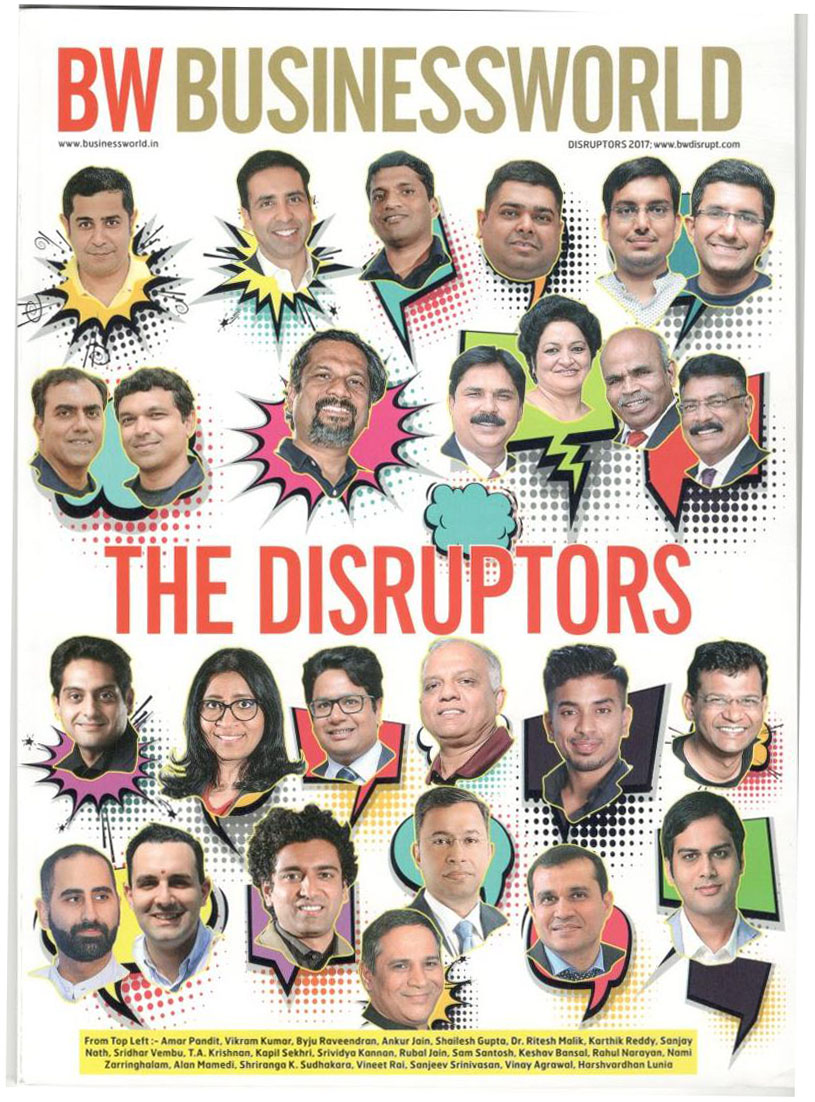 BW BUSINESSWORLD
www.businessworld.in
DISRUPTORS 2017; www.bwdisrupt.com
THE DISRUPTORS
From Top Left :- Amar Pandit, Vikram Kumar, Byju Raveendran, Ankur Jain, Shailesh Gupta, Dr. Ritesh Malik, Karthik Reddy, Sanjay
Nath, Sridhar Vembu, T.A. Krishnan, Kapil Sekhri, Srividya Kannan, Rubal Jain, Sam Santosh, Keshav Bansal, Rahul Narayan, Nami
Zarringhalam, Alan Mamedi, Shriranga K. Sudhakara, Vineet Rai, Sanjeev Srinivasan, Vinay Agrawal, Harshvardhan Lunia